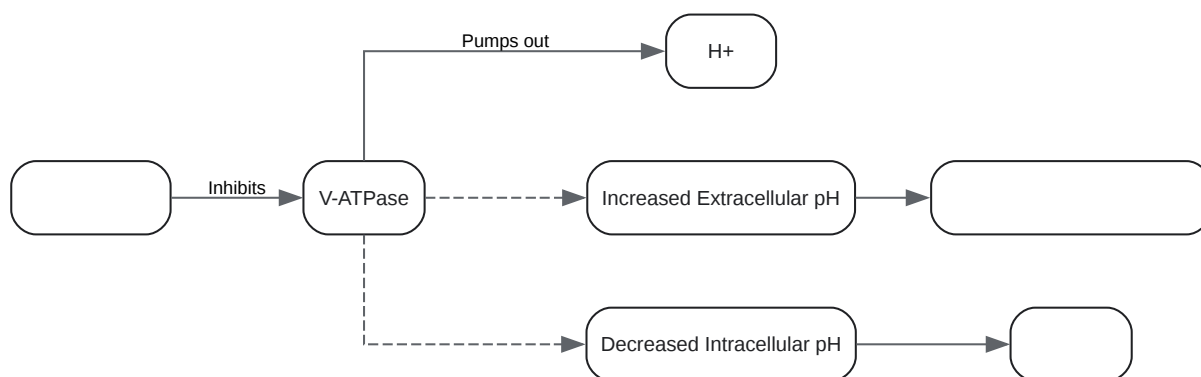 Pumps out
H+
Inhibits
V-ATPase
Increased Extracellular pH
Decreased Intracellular pH